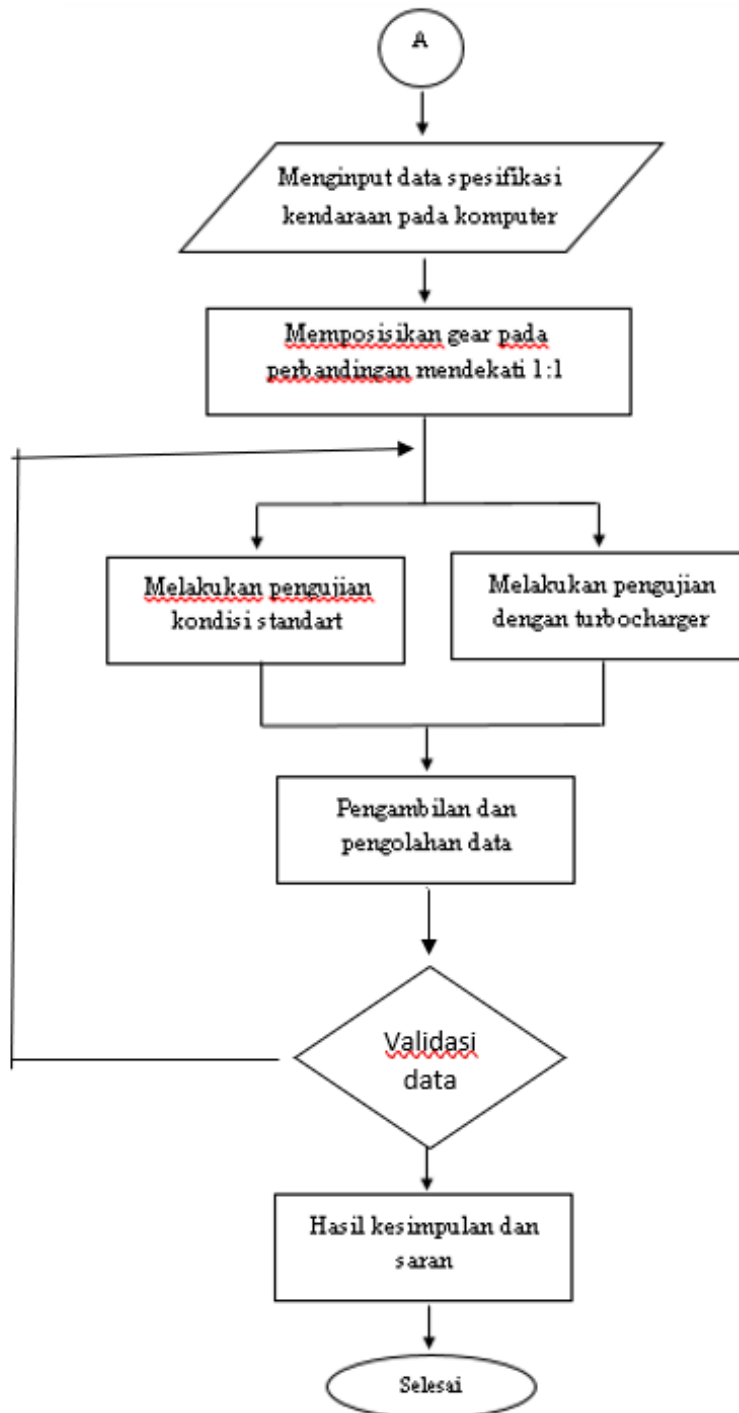 A
Menginput data spesifikasi
kendaraan pada komputer
Memposisikan gear pada
perbandingan mendekati 1:1
Melakukan pengujian
kondisi standart
Melakukan pengujian
dengan turbocharger
Pengambilan dan
pengolahan data
Validasi
data
Hasil kesimpulan dan
saran
Selesai